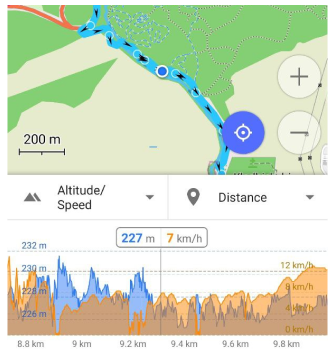 200 m
Altitude/
Speed
Distance
227 m 7 km/h
232 m
230 m
12 km/h
228 m
8 km/h
226 m
4 km/h
0 km/h
8.8 km 9 km 9.2 km 9.4 km 9.6 km 9.8 km